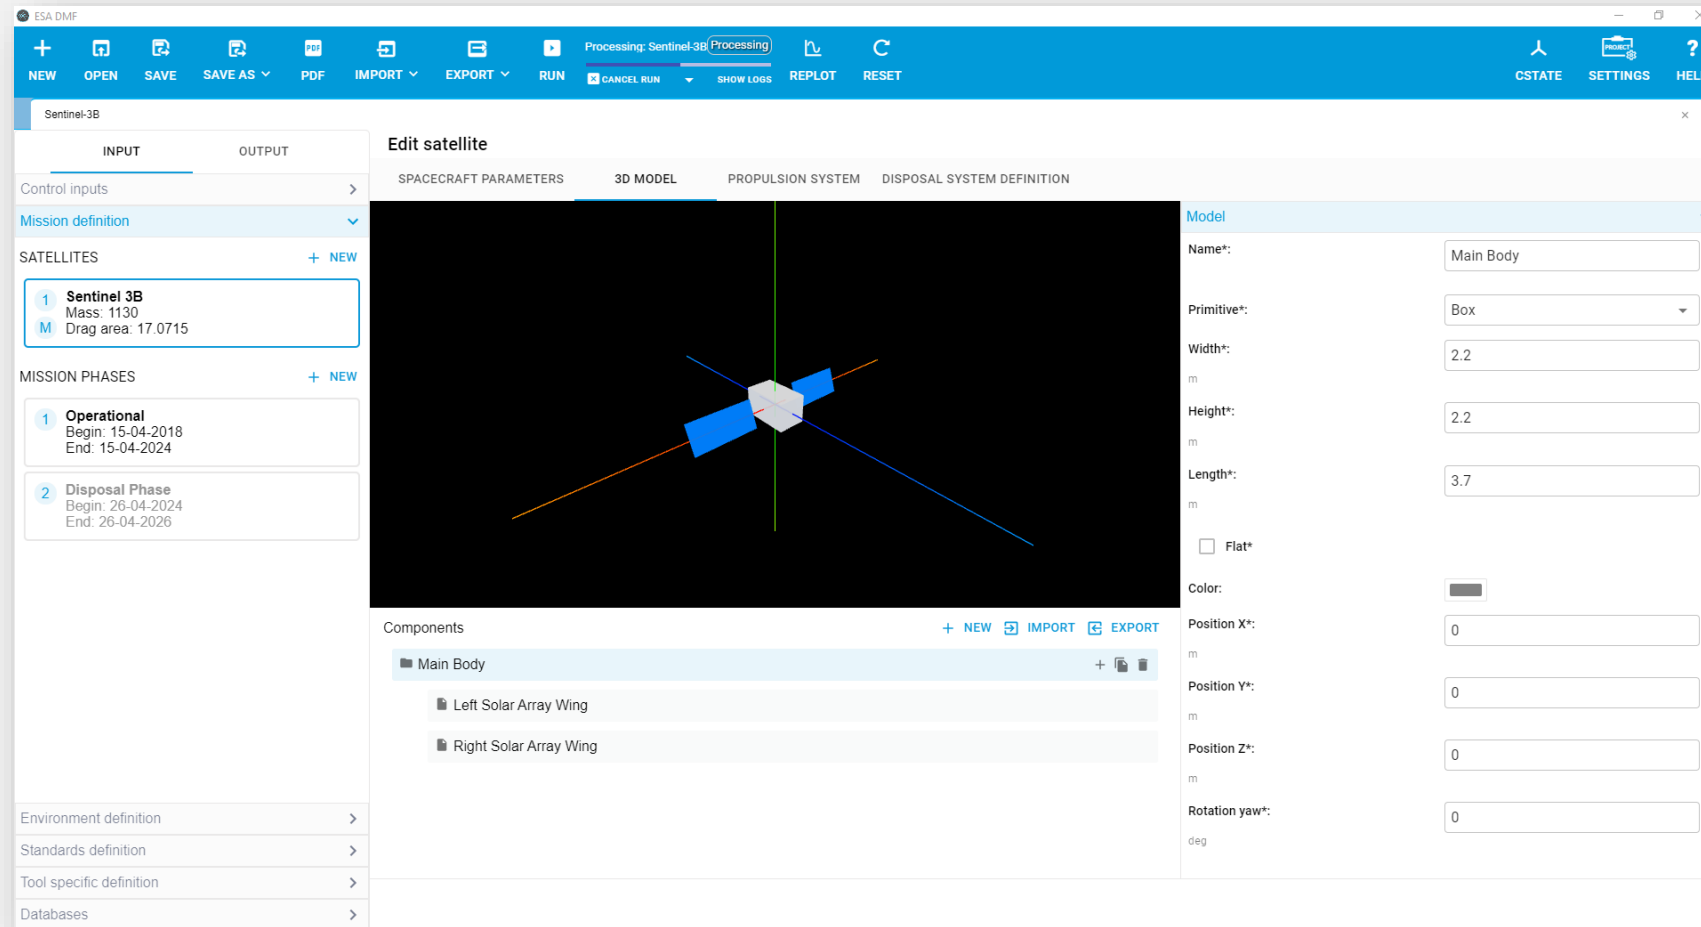 ESA DMF
NEW OPEN SAVE SAVE AS PDF IMPORT EXPORT RUN
Processing: Sentinel-3B Processing
CANCEL RUN SHOW LOGS
REPLOT RESET CSTATE
PROJECT
SETTINGS
Sentinel-3B
INPUT OUTPUT
Control inputs
Mission definition
SATELLITES + NEW
1 Sentinel 3B
Mass: 1130
M Drag area: 17.0715
MISSION PHASES + NEW
1 Operational
Begin: 15-04-2018
End: 15-04-2024
2 Disposal Phase
Begin: 26-04-2024
End: 26-04-2026
Environment definition
Standards definition
Tool specific definition
Databases
Edit satellite
SPACECRAFT PARAMETERS 3D MODEL PROPULSION SYSTEM DISPOSAL SYSTEM DEFINITION
Components + NEW IMPORT EXPORT
Main Body
Left Solar Array Wing
Right Solar Array Wing
Model
Name*: Main Body
Primitive*: Box
Width*: 2.2
m
Height*: 2.2
m
Length*: 3.7
m
Flat*
Color:
Position X*: 0
m
Position Y*: 0
m
Position Z*: 0
m
Rotation yaw*: 0
deg